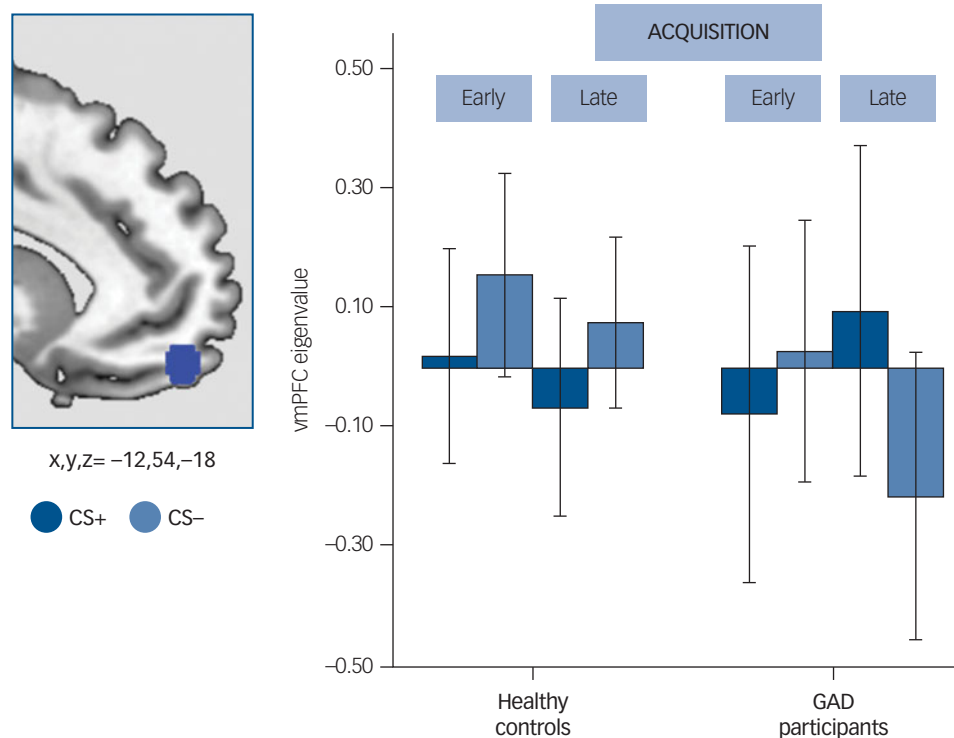 ACQUISITION
Early
Late
Early
Late
0.50
0.30
0.10
–0.10
–0.30
–0.50
vmPFC eigenvalue
Healthy
controls
GAD
participants
x,y,z= –12,54,–18
CS+
CS–